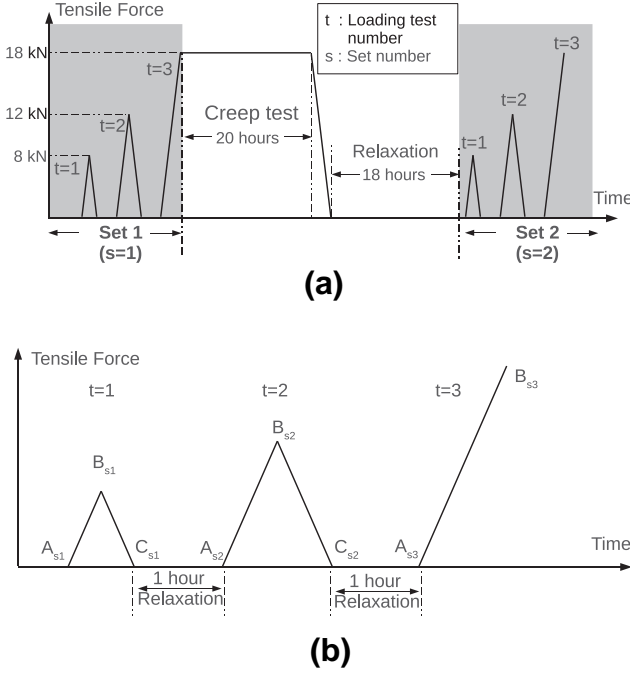 Tensile Force
t : Loading test
number
s : Set number
18 kN
t=3
t=3
12 kN
t=2
Creep test
20 hours
t=2
8 kN
t=1
Relaxation
18 hours
t=1
Time
Set 1
(s=1)
Set 2
(s=2)
(a)
Tensile Force
t=1
t=2
t=3
Bs3
Bs2
Bs1
As1
Cs1
As2
Cs2
As3
Time
1 hour
Relaxation
1 hour
Relaxation
(b)